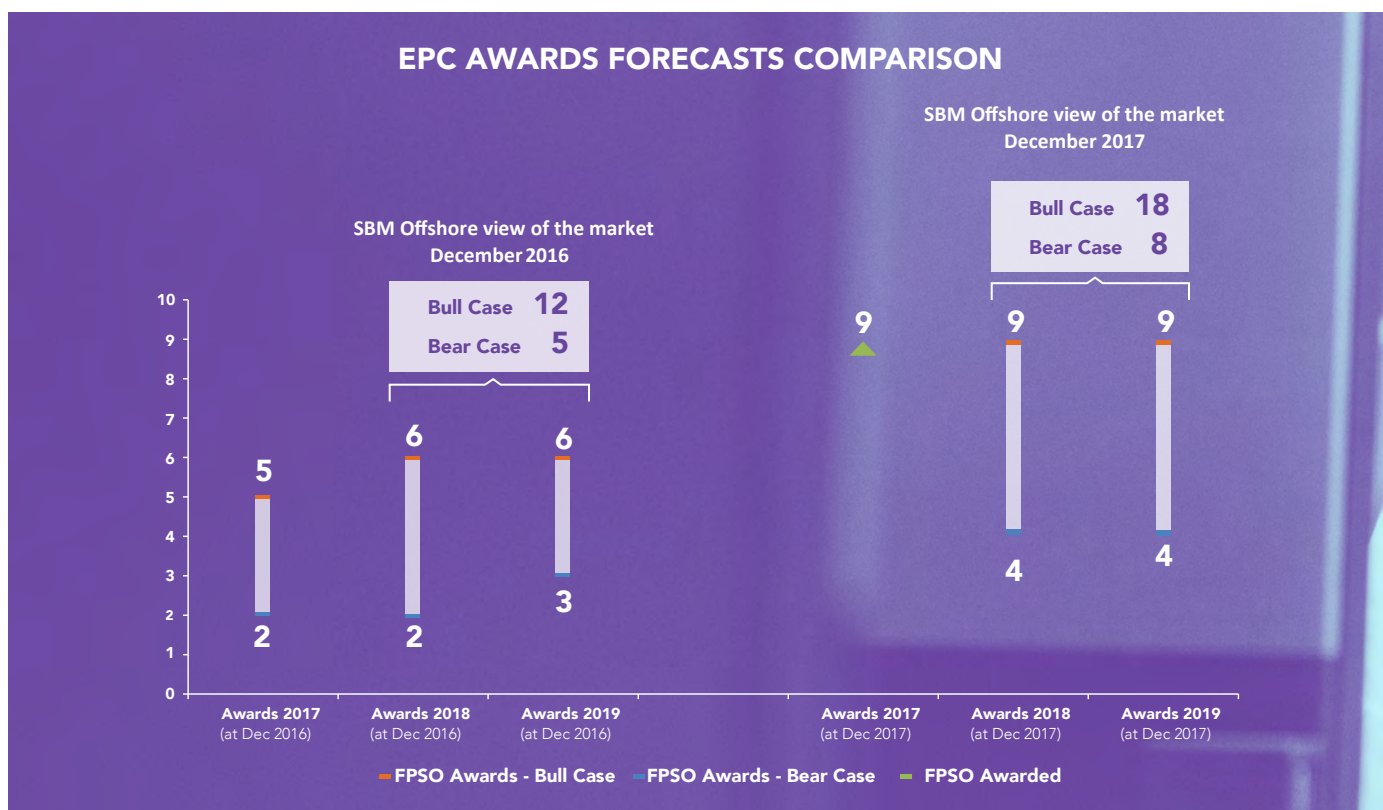 EPC AWARDS FORECASTS COMPARISON
SBM Offshore view of the market
December 2016
Bull Case 12
Bear Case 5
SBM Offshore view of the market
December 2017
Bull Case 18
Bear Case 8
10
9
8
7
6
5
4
3
2
1
0
5
2
6
2
6
3
9
9
4
9
4
Awards 2017
(at Dec 2016)
Awards 2018
(at Dec 2016)
Awards 2019
(at Dec 2016)
Awards 2017
(at Dec 2017)
Awards 2018
(at Dec 2017)
Awards 2019
(at Dec 2017)
FPSO Awards - Bull Case FPSO Awards - Bear Case FPSO Awarded